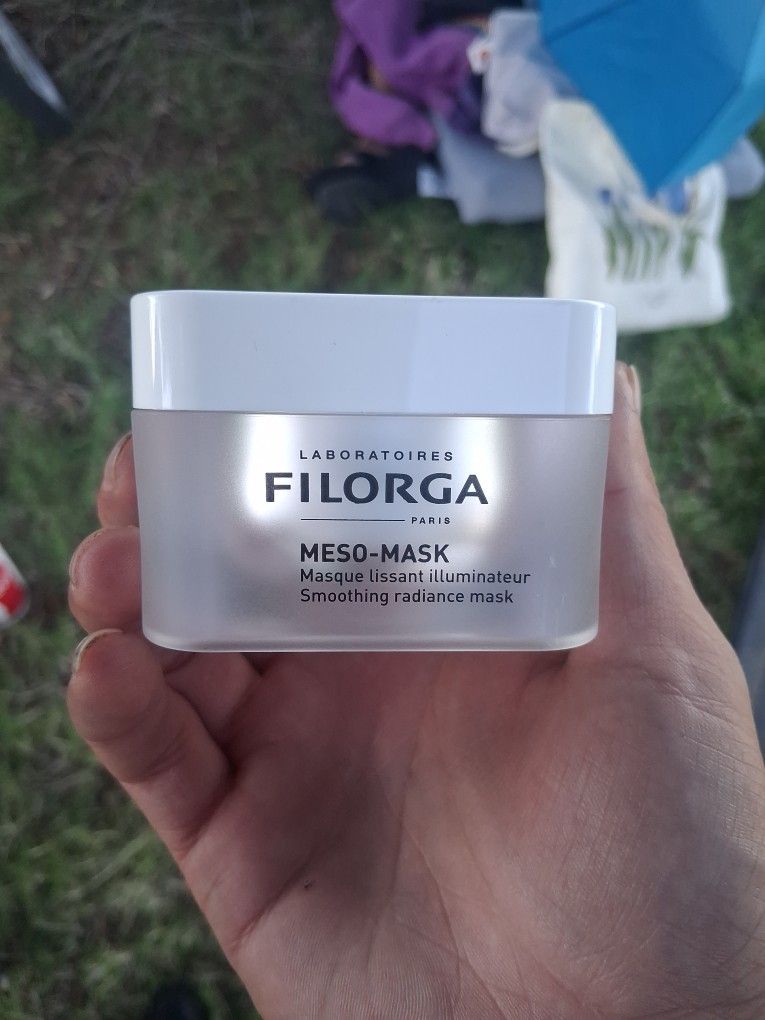 LABORATOIRES
FILORGA
PARIS
MESO-MASK
Masque lissant illuminateur
Smoothing radiance mask